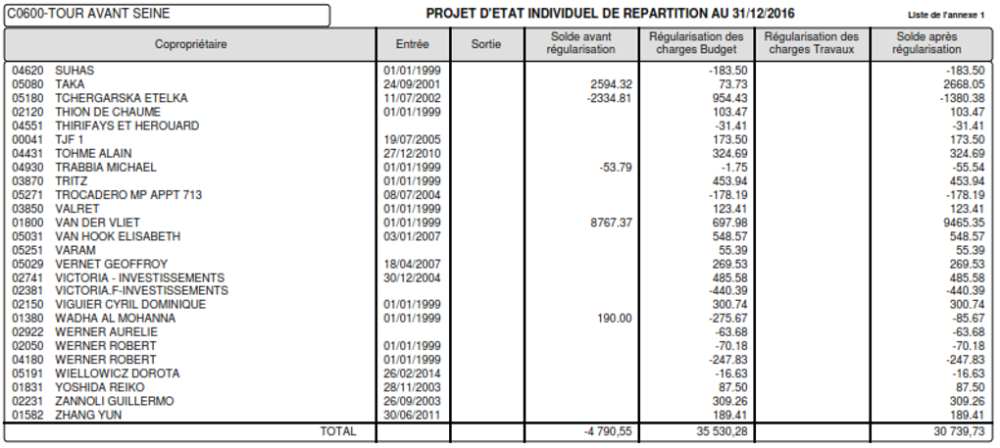 C0600-TOUR AVANT SEINE PROJET D'ETAT INDIVIDUEL DE REPARTITION AU 31/12/2016 Liste de l'annexe 1
Copropriétaire Entrée Sortie Solde avant régularisation Régularisation des charges Budget Régularisation des charges Travaux Solde après régularisation
04620 SUHAS 01/01/1999 -183.50 -183.50
05080 TAKA 24/09/2001 2594.32 73.73 2668.05
05180 TCHERGARSKA ETELKA 11/07/2002 -2334.81 954.43 -1380.38
02120 THION DE CHAUME 01/01/1999 103.47 103.47
04551 THIRIFAYS ET HEROUARD -31.41 -31.41
00041 TJF 1 19/07/2005 173.50 173.50
04431 TOHME ALAIN 27/12/2010 324.69 324.69
04930 TRABBIA MICHAEL 01/01/1999 -53.79 -1.75 -55.54
03870 TRITZ 01/01/1999 453.94 453.94
05271 TROCADERO MP APPT 713 08/07/2004 -178.19 -178.19
03850 VALRET 01/01/1999 123.41 123.41
01800 VAN DER VLIET 01/01/1999 8767.37 697.98 9465.35
05031 VAN HOOK ELISABETH 03/01/2007 548.57 548.57
05251 VARAM 55.39 55.39
05029 VERNET GEOFFROY 18/04/2007 269.53 269.53
02741 VICTORIA - INVESTISSEMENTS 30/12/2004 485.58 485.58
02381 VICTORIA.F-INVESTISSEMENTS -440.39 -440.39
02150 VIGUIER CYRIL DOMINIQUE 01/01/1999 300.74 300.74
01380 WADHA AL MOHANNA 01/01/1999 190.00 -275.67 -85.67
02922 WERNER AURELIE -63.68 -63.68
02050 WERNER ROBERT 01/01/1999 -70.18 -70.18
04180 WERNER ROBERT 01/01/1999 -247.83 -247.83
05191 WIELLOWICZ DOROTA 26/02/2014 -16.63 -16.63
01831 YOSHIDA REIKO 28/11/2003 87.50 87.50
02231 ZANNOLI GUILLERMO 26/09/2003 309.26 309.26
01582 ZHANG YUN 30/06/2011 189.41 189.41
TOTAL -4 790,55 35 530,28 30 739,73